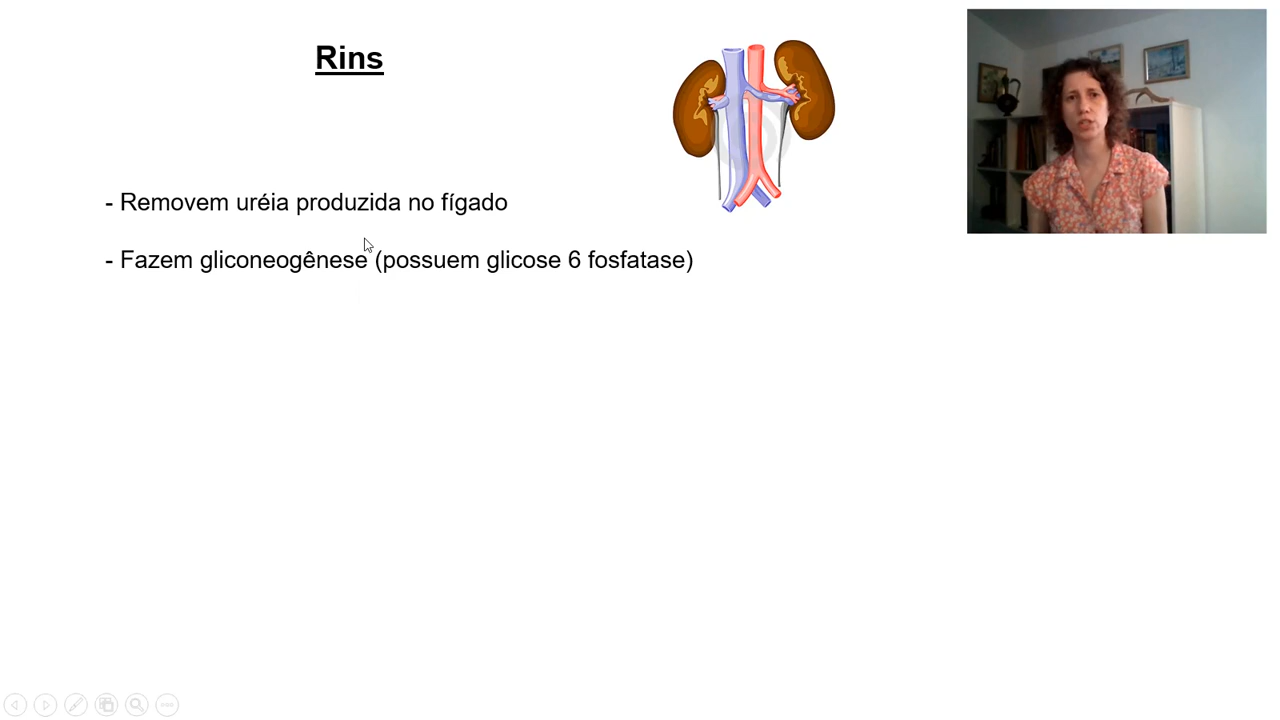 Rins
- Removem uréia produzida no fígado
- Fazem gliconeogênese (possuem glicose 6 fosfatase)